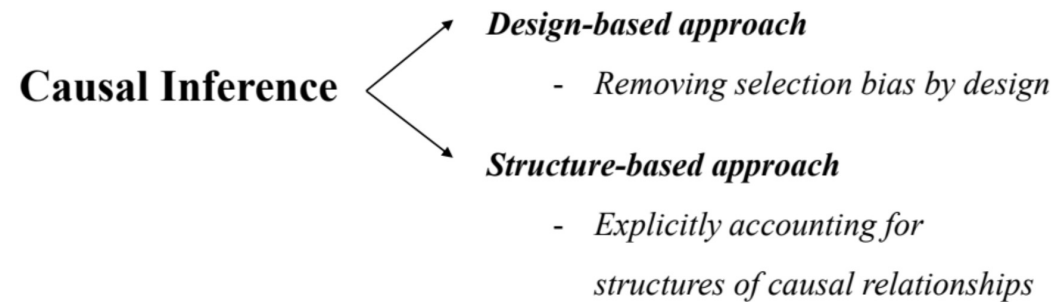 Design-based approach
Causal Inference
- Removing selection bias by design
Structure-based approach
- Explicitly accounting for
structures of causal relationships